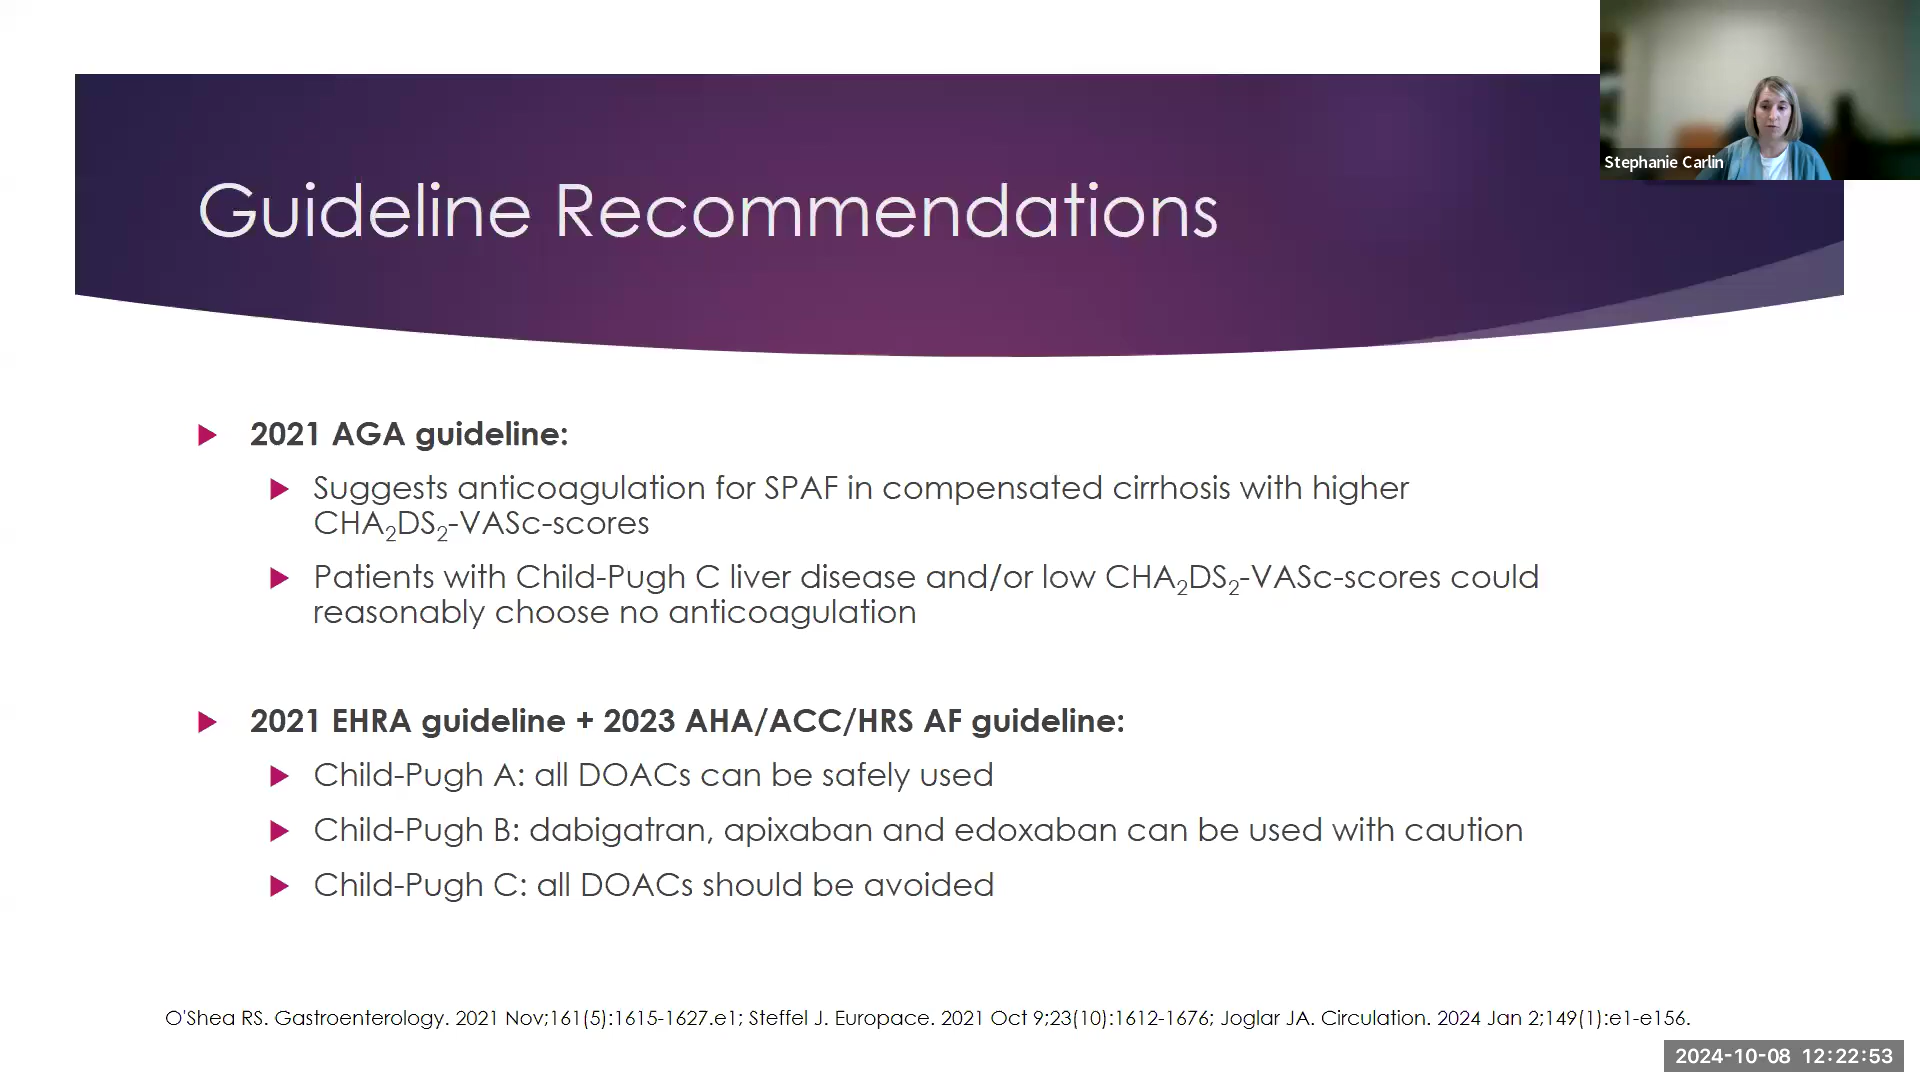 Stephanie Carlin
Guideline Recommendations
2021 AGA guideline:
Suggests anticoagulation for SPAF in compensated cirrhosis with higher
CHA₂DS₂-VASc-scores
Patients with Child-Pugh C liver disease and/or low CHA₂DS₂-VASc-scores could
reasonably choose no anticoagulation
2021 EHRA guideline + 2023 AHA/ACC/HRS AF guideline:
Child-Pugh A: all DOACs can be safely used
Child-Pugh B: dabigatran, apixaban and edoxaban can be used with caution
Child-Pugh C: all DOACs should be avoided
O'Shea RS. Gastroenterology. 2021 Nov;161(5):1615-1627.e1; Steffel J. Europace. 2021 Oct 9;23(10):1612-1676; Joglar JA. Circulation. 2024 Jan 2;149(1):e1-e156.
2024-10-08 12:22:53